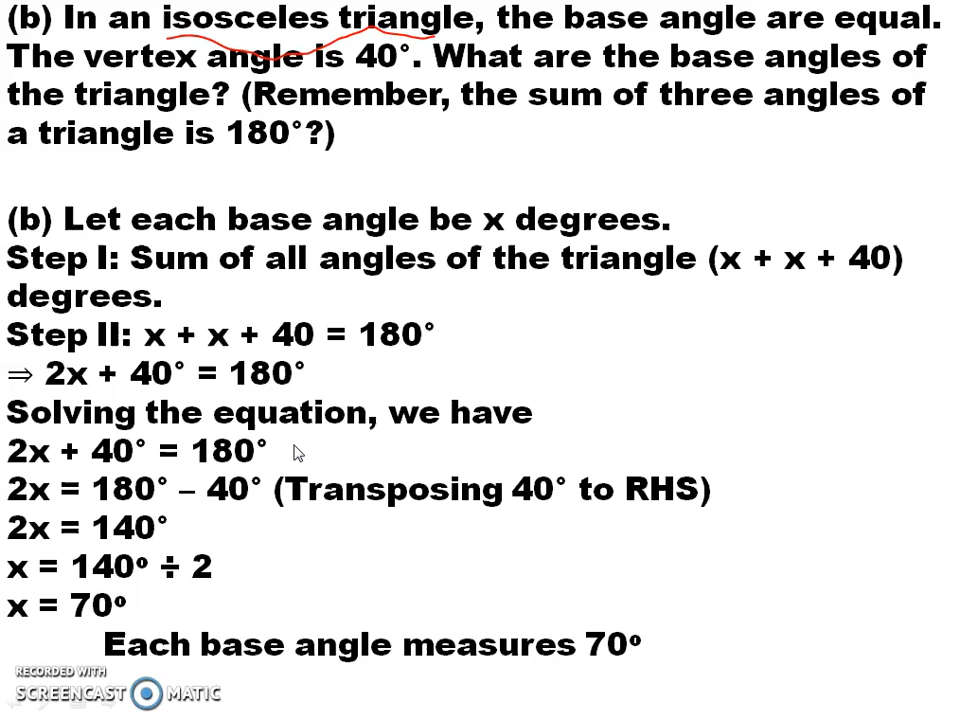 (b) In an isosceles triangle, the base angle are equal.
The vertex angle is 40°. What are the base angles of
the triangle? (Remember, the sum of three angles of
a triangle is 180°?)
(b) Let each base angle be x degrees.
Step I: Sum of all angles of the triangle (x + x + 40)
degrees.
Step II: x + x + 40 = 180°
⇒ 2x + 40° = 180°
Solving the equation, we have
2x + 40° = 180°
2x = 180° – 40° (Transposing 40° to RHS)
2x = 140°
x = 140º ÷ 2
x = 70º
Each base angle measures 70º
RECORDED WITH
SCREENCAST MATIC